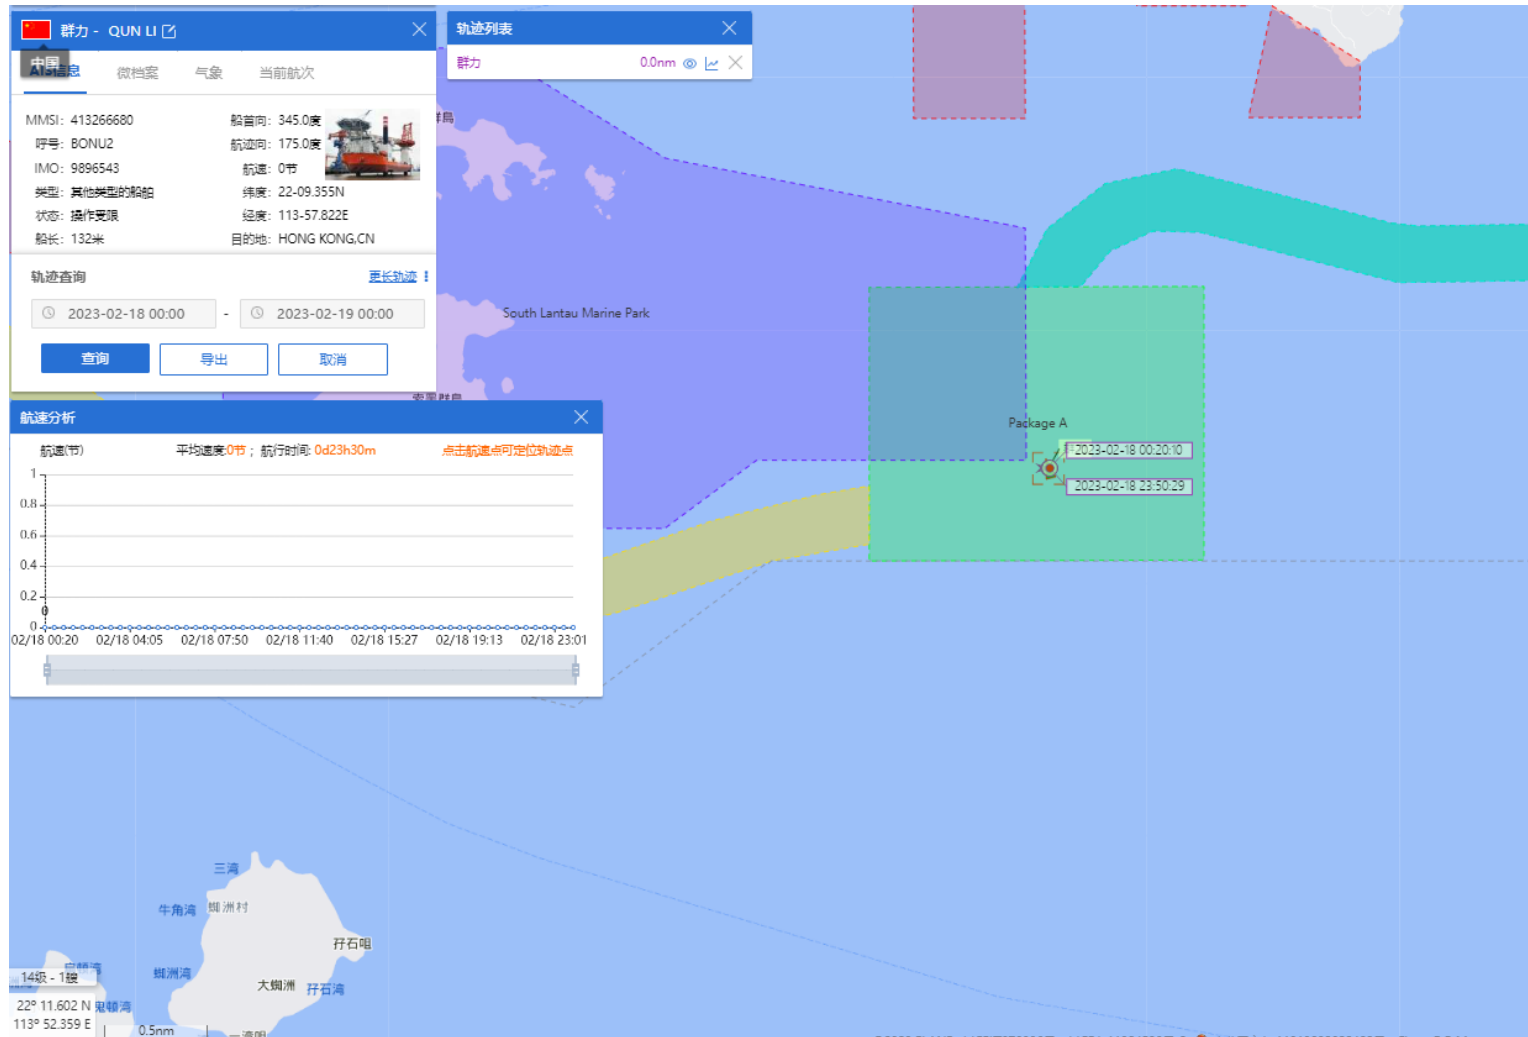 群力 - QUN LI
中国
AIS信息 微档案 气象 当前航次
MMSI: 413266680
呼号: BONU2
IMO: 9896543
类型: 其他类型的船舶
状态: 操作受限
船长: 132米
船首向: 345.0度
航迹向: 175.0度
航速: 0节
纬度: 22-09.355N
经度: 113-57.822E
目的地: HONG KONG,CN
轨迹查询 更长轨迹
2023-02-18 00:00 - 2023-02-19 00:00
查询 导出 取消
轨迹列表
群力 0.0nm
South Lantau Marine Park
Package A
2023-02-18 00:20:10
2023-02-18 23:50:29
航速分析
航速(节) 平均速度:0节 ; 航行时间: 0d23h30m 点击航速点可定位轨迹点
1
0.8
0.6
0.4
0.2
0
0
02/18 00:20 02/18 04:05 02/18 07:50 02/18 11:40 02/18 15:27 02/18 19:13 02/18 23:01
三湾
牛角湾 蜘洲村
孖石咀
蜘洲湾
大蜘洲 孖石湾
14级 - 1艘
22º 11.602 N
鬼頓湾
113º 52.359 E
0.5nm